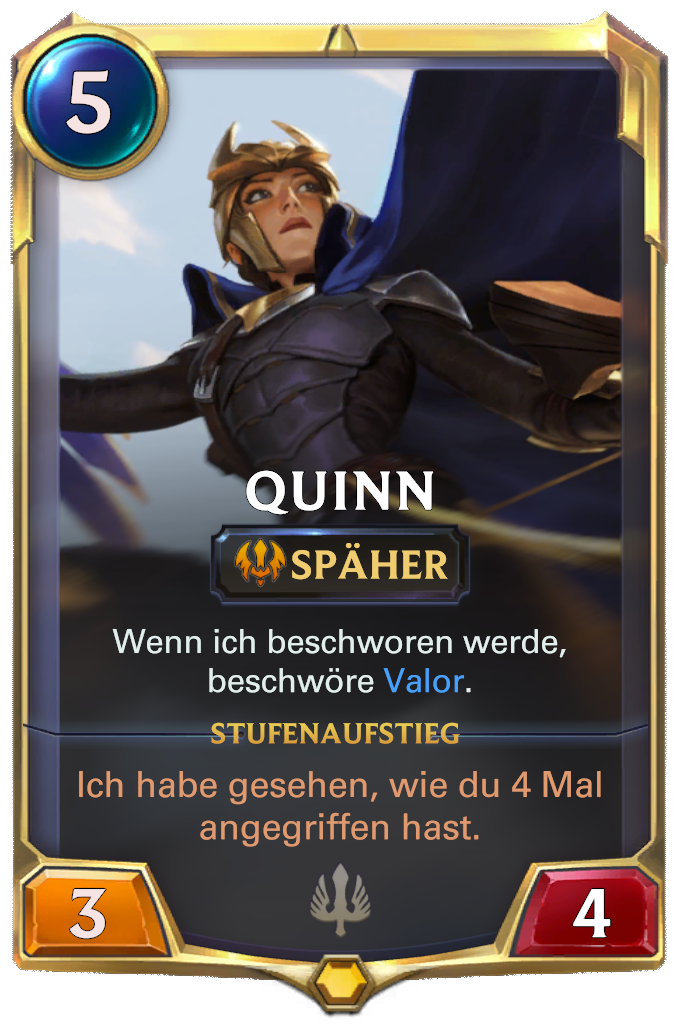 5
QUINN
SPÄHER
Wenn ich beschworen werde,
beschwöre Valor.
STUFENAUFSTIEG
Ich habe gesehen, wie du 4 Mal
angegriffen hast.
3
4